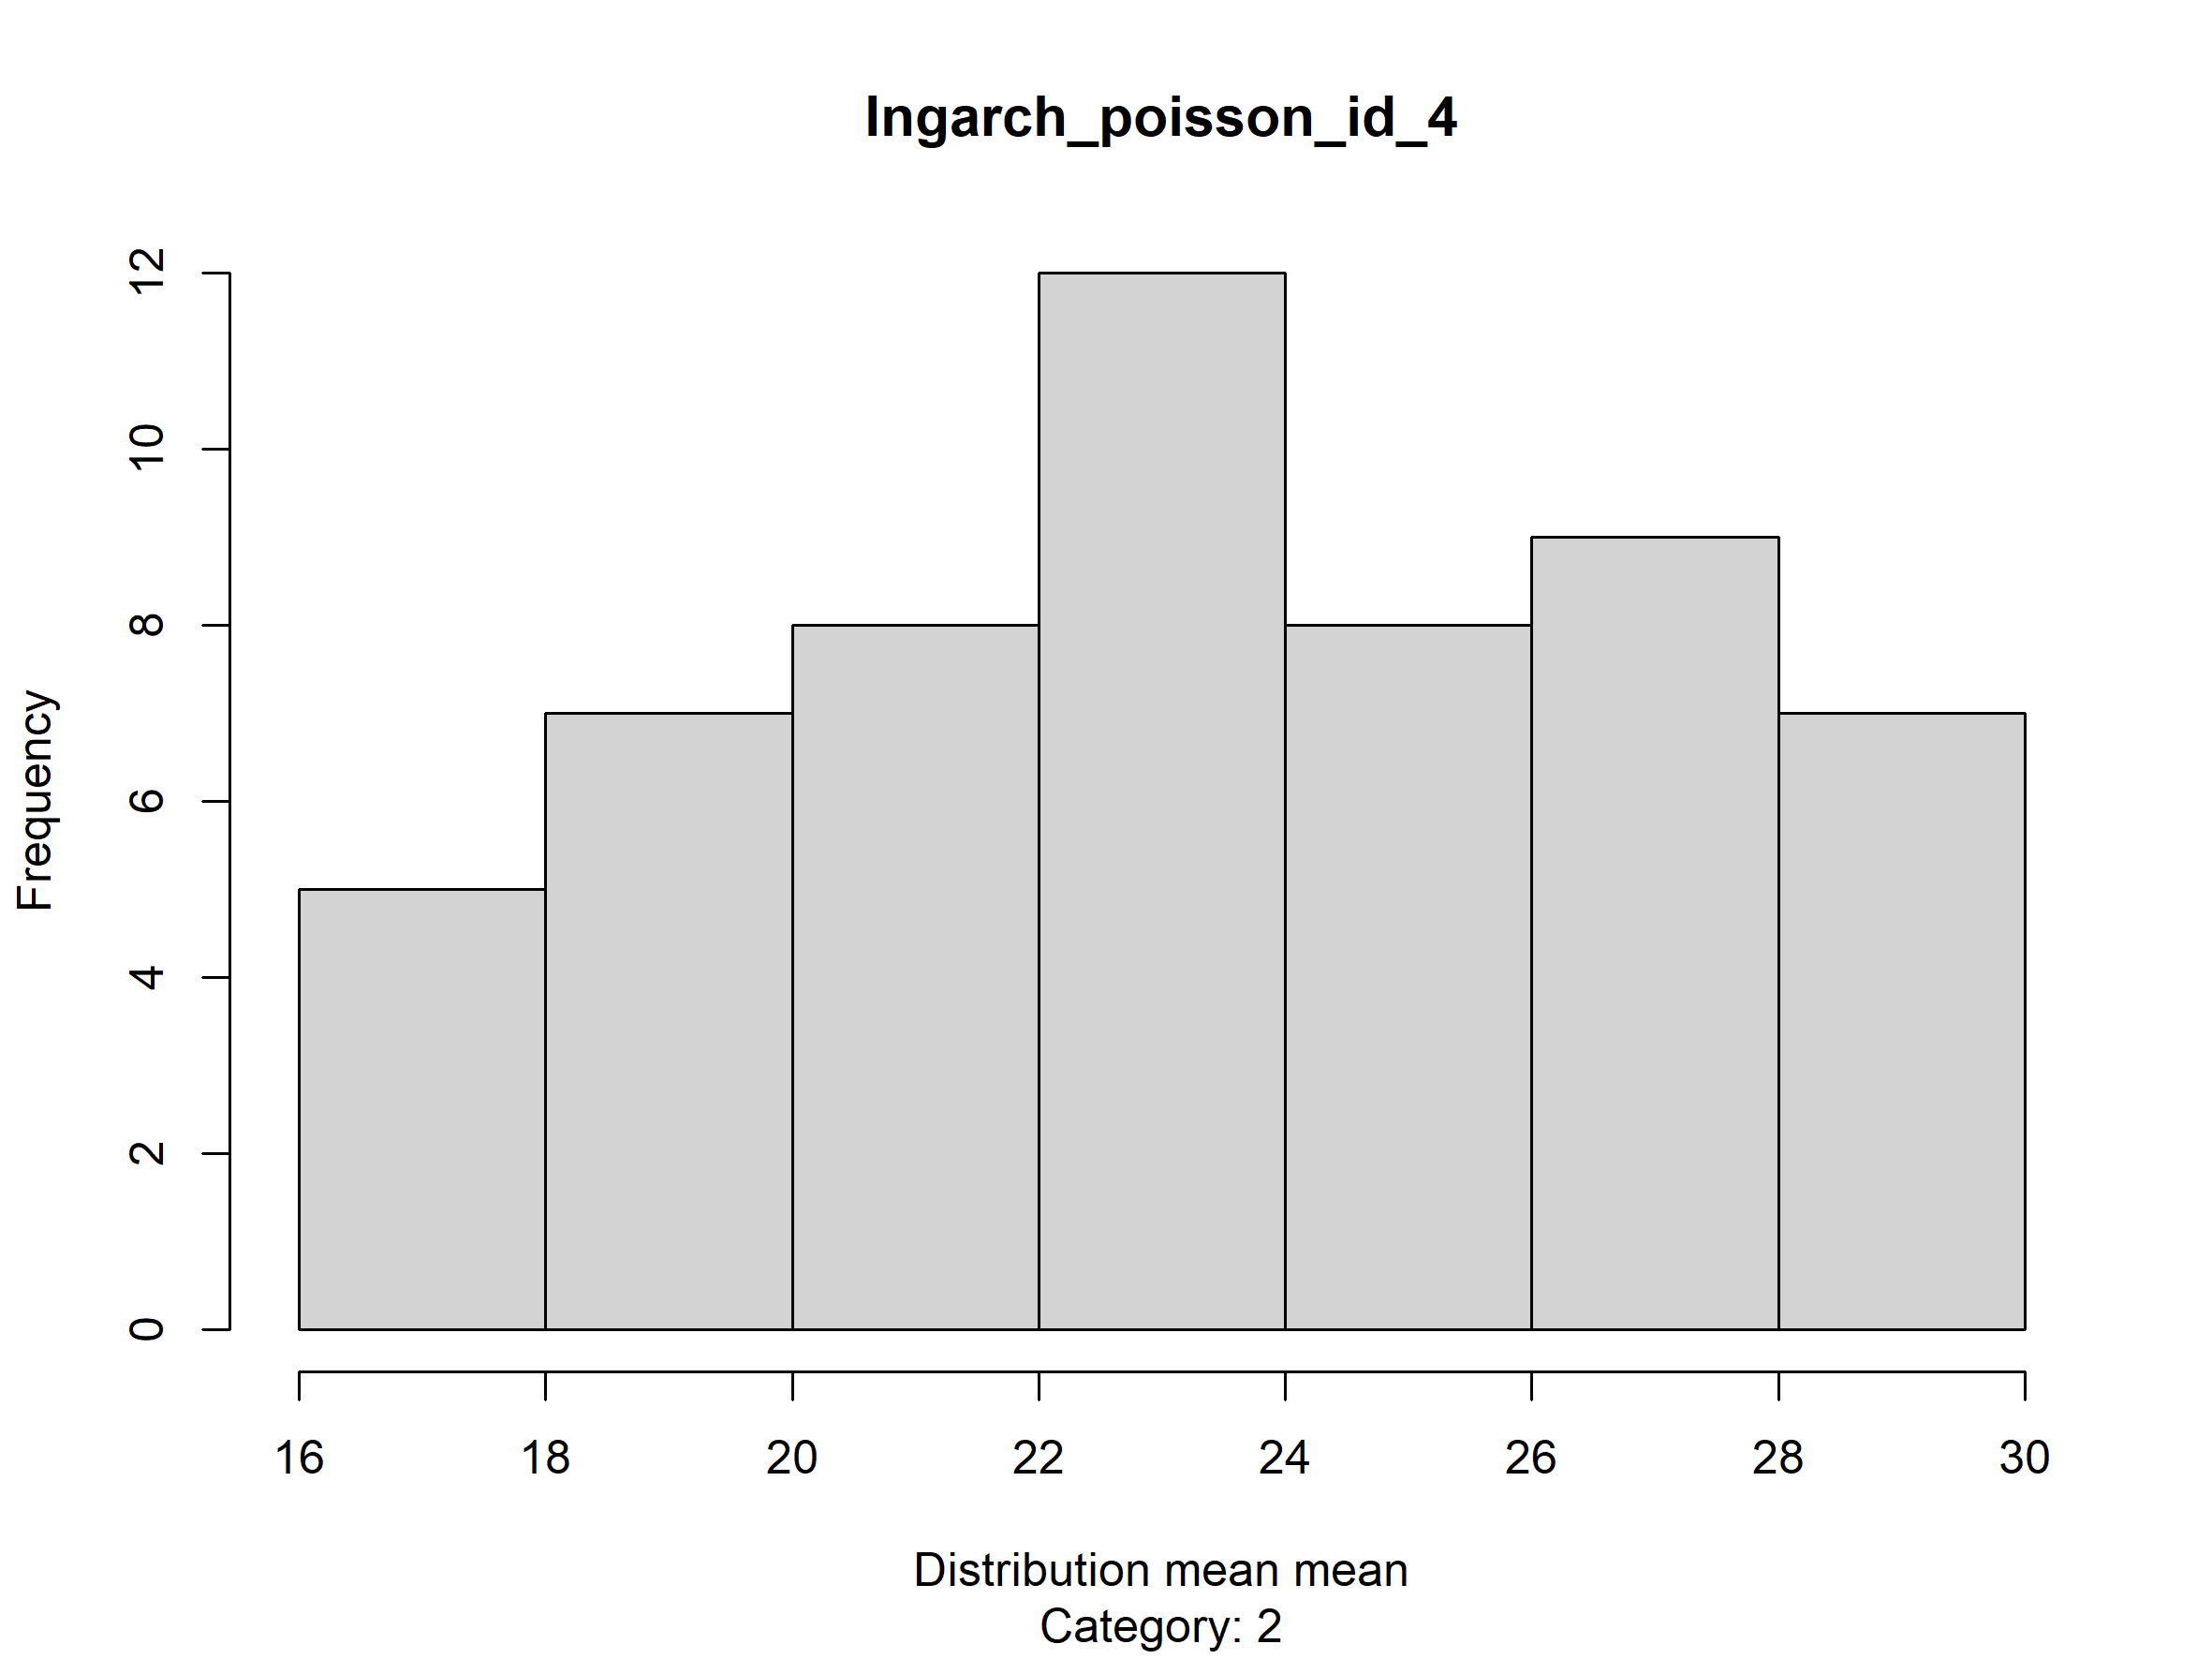 Ingarch_poisson_id_4
12
10
8
6
4
2
0
Frequency
16 18 20 22 24 26 28 30
Distribution mean mean
Category: 2